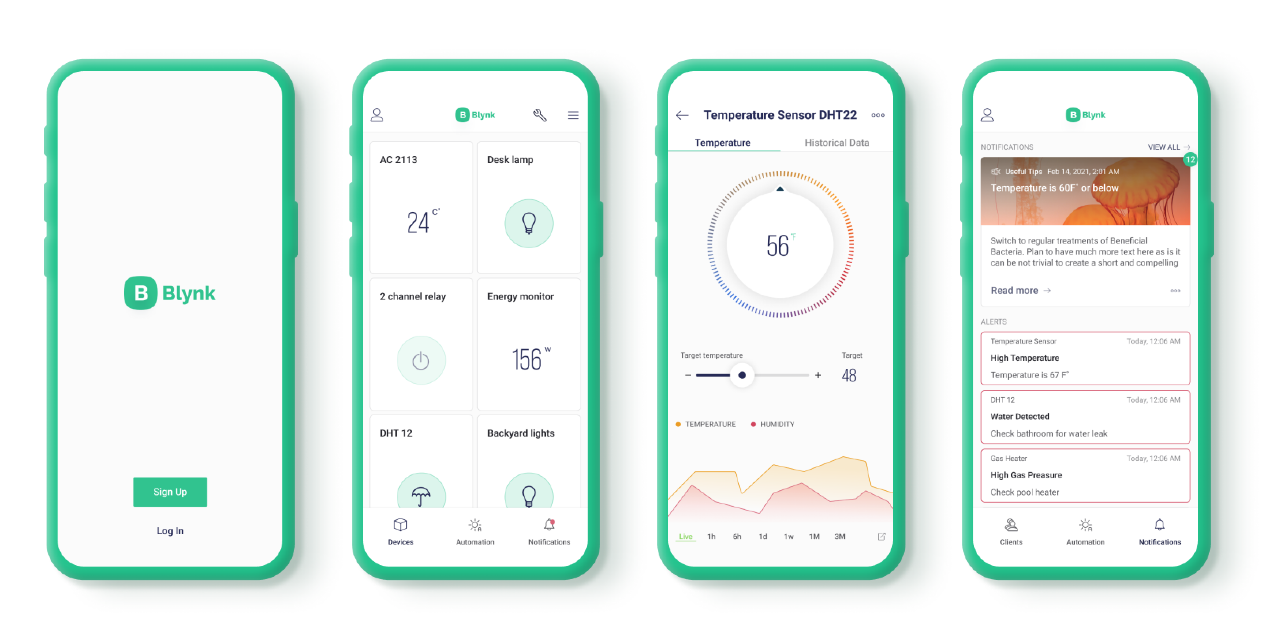 B Blynk
Sign Up
Log In
B Blynk
AC 2113
Desk lamp
24 C°
2 channel relay
Energy monitor
156 W
DHT 12
Backyard lights
Devices
Automation
Notifications
Temperature Sensor DHT22
Temperature
Historical Data
56 °F
Target temperature
Target
− +
48
TEMPERATURE
HUMIDITY
Live 1h 6h 1d 1w 1M 3M
B Blynk
NOTIFICATIONS
VIEW ALL →
12
Useful Tips Feb 14, 2021, 2:01 AM
Temperature is 60F° or below
Switch to regular treatments of Beneficial
Bacteria. Plan to have much more text here as is it
can be not trivial to create a short and compelling
Read more →
ALERTS
Temperature Sensor Today, 12:06 AM
High Temperature
Temperature is 67 F°
DHT 12 Today, 12:06 AM
Water Detected
Check bathroom for water leak
Gas Heater Today, 12:06 AM
High Gas Preasure
Check pool heater
Clients
Automation
Notifications